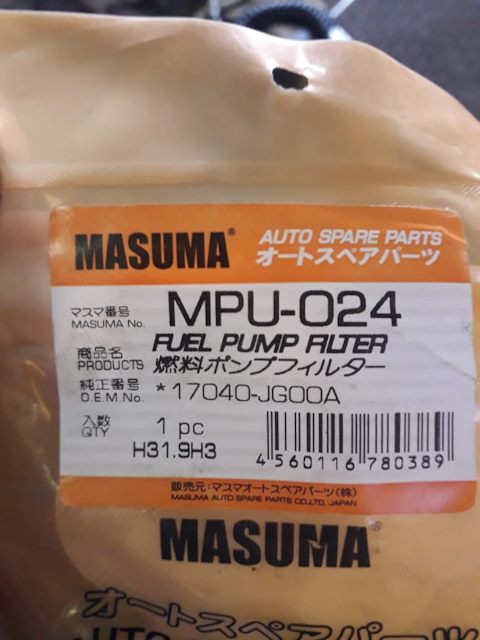 MASUMA®
AUTO SPARE PARTS
オートスペアパーツ
マスマ番号
MASUMA No.
MPU-024
商品名
PRODUCTS
FUEL PUMP FILTER
燃料ポンプフィルター
純正番号
O.E.M.No.
* 17040-JG00A
入数
QTY
1 pc
H31.9H3
4 560116 780389
販売元:マスマオートスペアパーツ(株)
MASUMA AUTO SPARE PARTS CO.,LTD. JAPAN
MASUMA®
オートスペアパーツ
AUTO